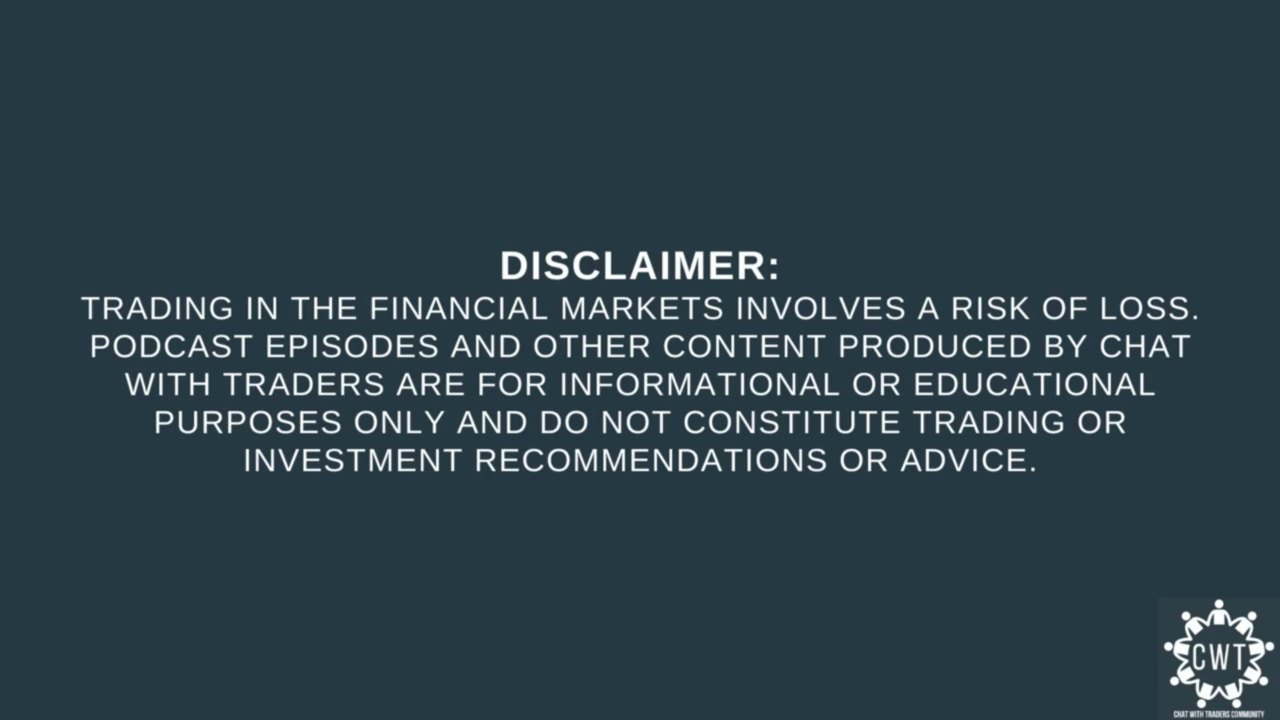 DISCLAIMER:
TRADING IN THE FINANCIAL MARKETS INVOLVES A RISK OF LOSS.
PODCAST EPISODES AND OTHER CONTENT PRODUCED BY CHAT
WITH TRADERS ARE FOR INFORMATIONAL OR EDUCATIONAL
PURPOSES ONLY AND DO NOT CONSTITUTE TRADING OR
INVESTMENT RECOMMENDATIONS OR ADVICE.
CWT
CHAT WITH TRADERS COMMUNITY